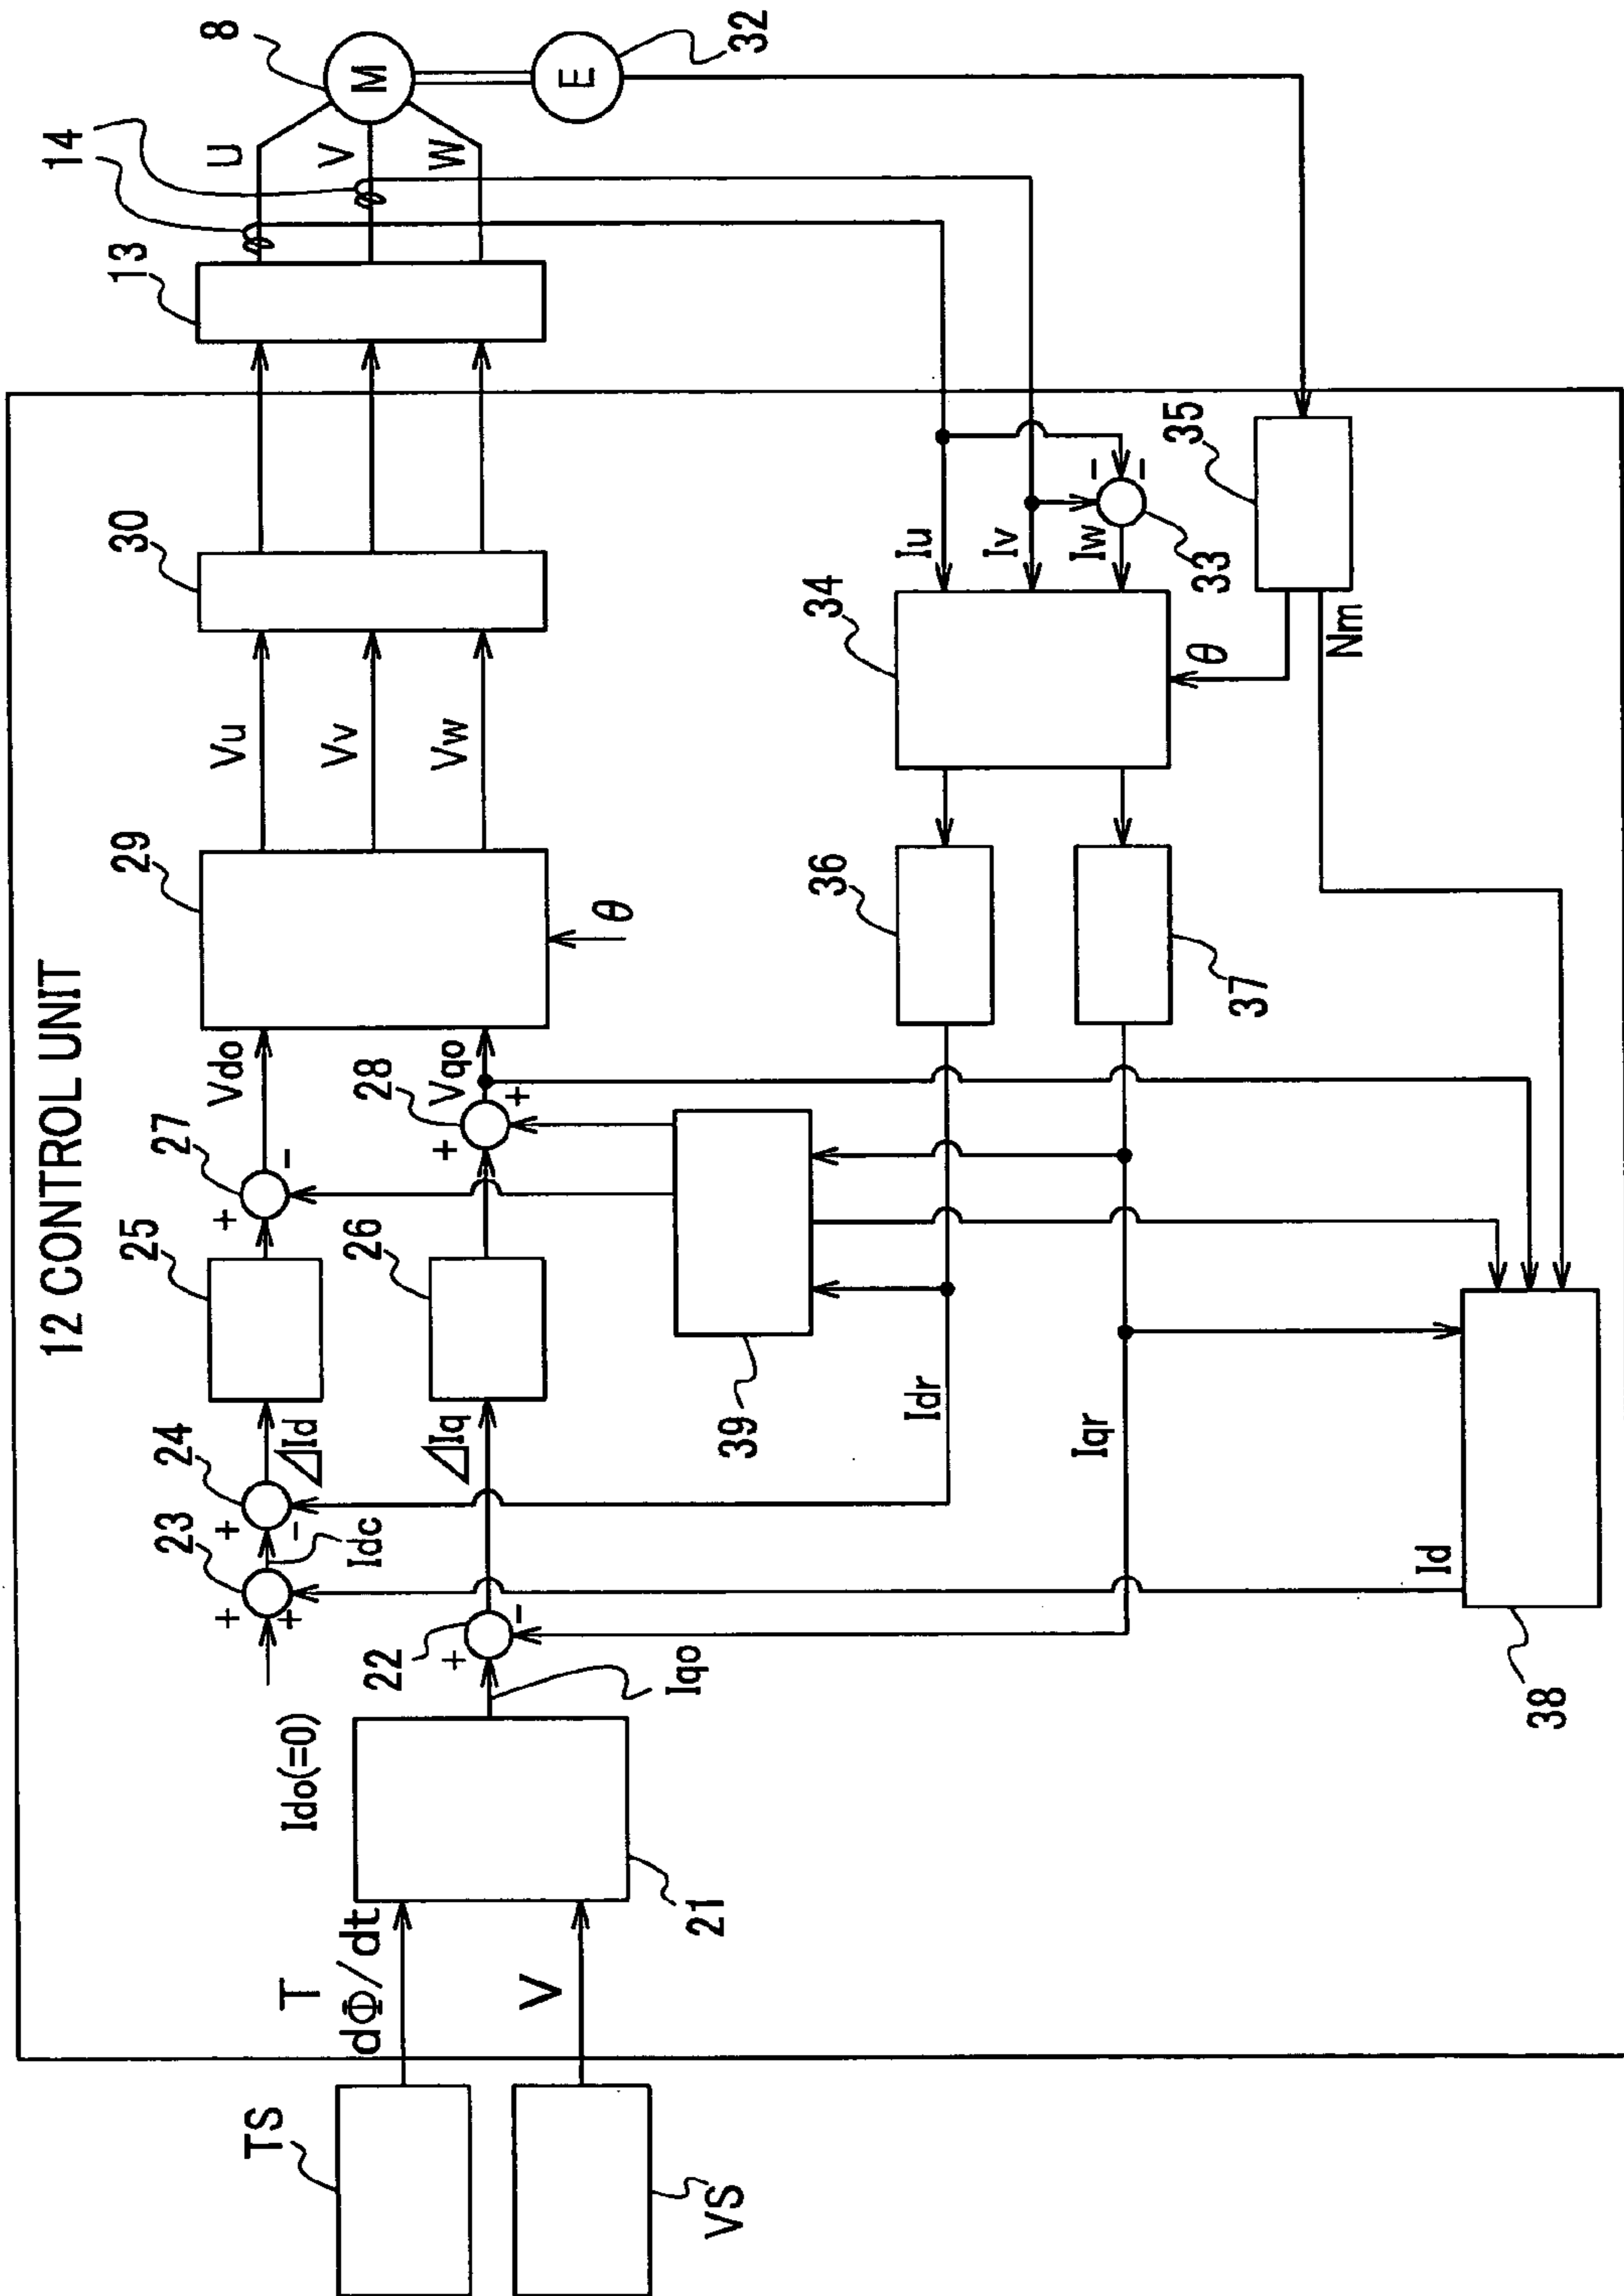 12 CONTROL UNIT
TS
VS
T
dΦ/dt
V
21
Ido(=0)
Iqo
22
23
Idc
24
ΔId
ΔIq
25
26
27
28
Vdo
Vqo
29
θ
Vu
Vv
Vw
30
13
14
U
V
W
8
M
E
32
+
+
+
-
+
-
+
-
+
+
39
Idr
Iqr
Id
38
36
37
34
Iu
Iv
Iw
-
-
33
35
θ
Nm